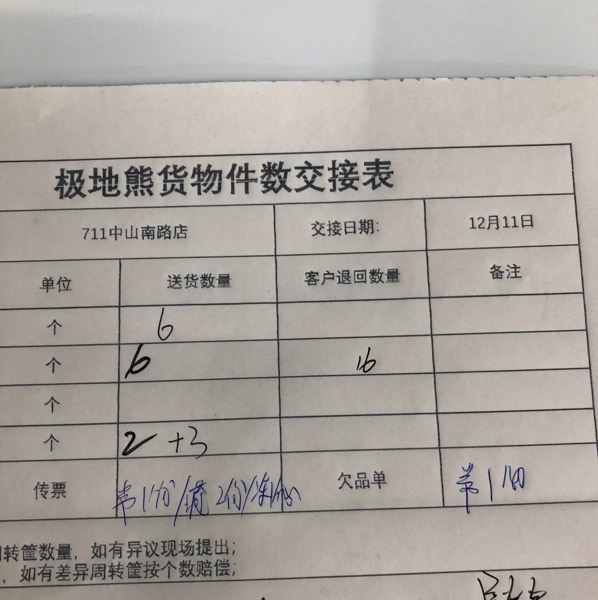 极地熊货物件数交接表
711中山南路店 交接日期: 12月11日
单位 送货数量 客户退回数量 备注
个 6
个 6 16
个
个 2 +3
传票 欠品单
转筐数量，如有异议现场提出;
，如有差异周转筐按个数赔偿;